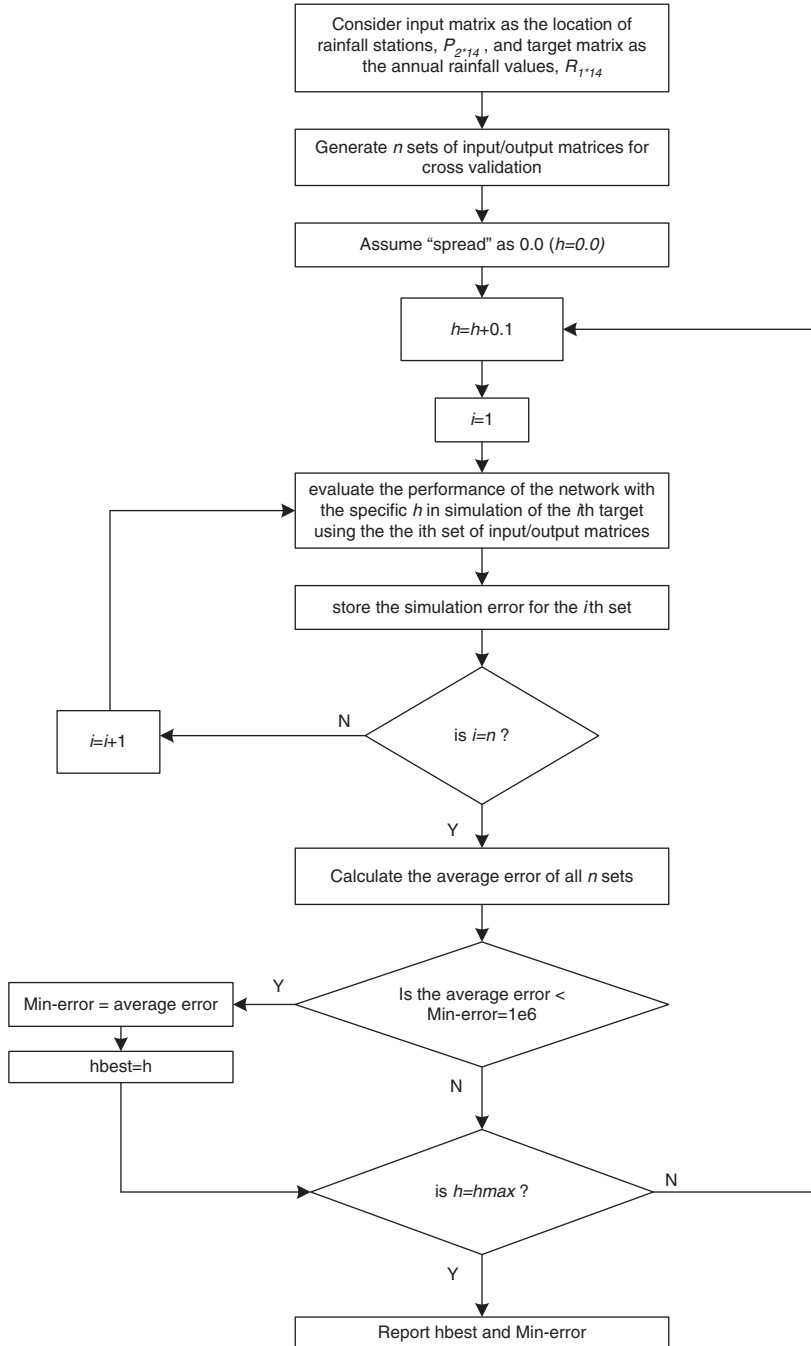 Consider input matrix as the location of
rainfall stations, P2*14 , and target matrix as
the annual rainfall values, R1*14
Generate n sets of input/output matrices for
cross validation
Assume “spread” as 0.0 (h=0.0)
h=h+0.1
i=1
evaluate the performance of the network with
the specific h in simulation of the ith target
using the the ith set of input/output matrices
store the simulation error for the ith set
N
i=i+1
is i=n ?
Y
Calculate the average error of all n sets
Y
Min-error = average error
Is the average error <
Min-error=1e6
hbest=h
N
is h=hmax ?
N
Y
Report hbest and Min-error